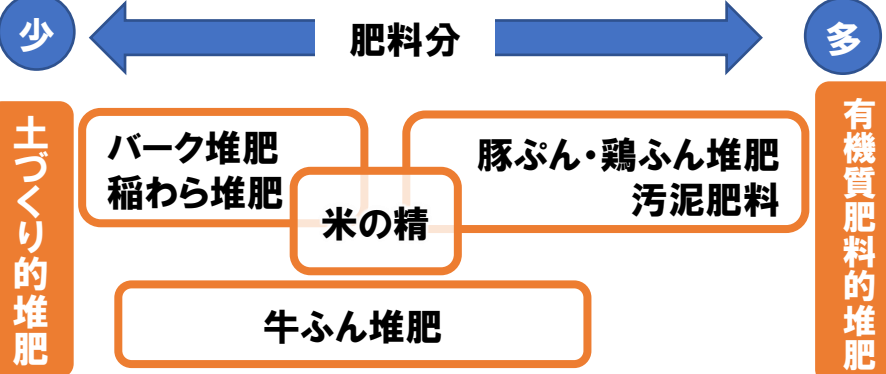 少
肥料分
多
土づくり的堆肥
バーク堆肥
稲わら堆肥
米の精
豚ぷん・鶏ふん堆肥
汚泥肥料
牛ふん堆肥
有機質肥料的堆肥